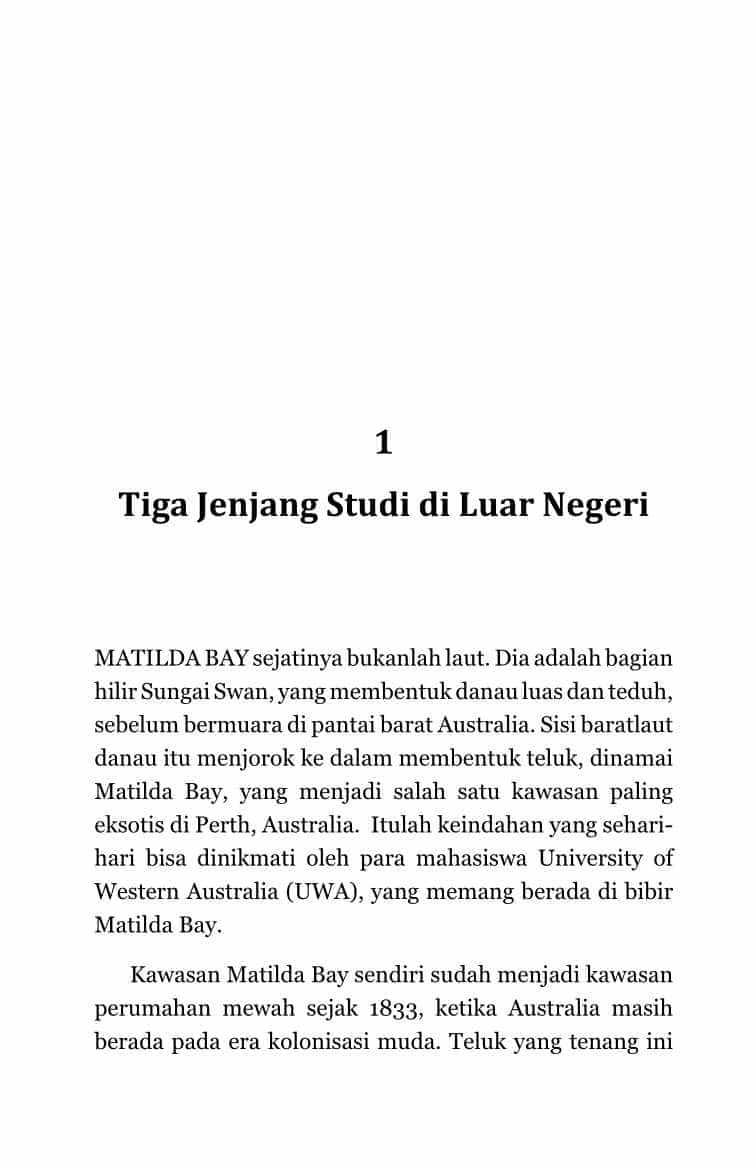 1
Tiga Jenjang Studi di Luar Negeri
MATILDA BAY sejatinya bukanlah laut. Dia adalah bagian
hilir Sungai Swan, yang membentuk danau luas dan teduh,
sebelum bermuara di pantai barat Australia. Sisi baratlaut
danau itu menjorok ke dalam membentuk teluk, dinamai
Matilda Bay, yang menjadi salah satu kawasan paling
eksotis di Perth, Australia. Itulah keindahan yang sehari-
hari bisa dinikmati oleh para mahasiswa University of
Western Australia (UWA), yang memang berada di bibir
Matilda Bay.
Kawasan Matilda Bay sendiri sudah menjadi kawasan
perumahan mewah sejak 1833, ketika Australia masih
berada pada era kolonisasi muda. Teluk yang tenang ini